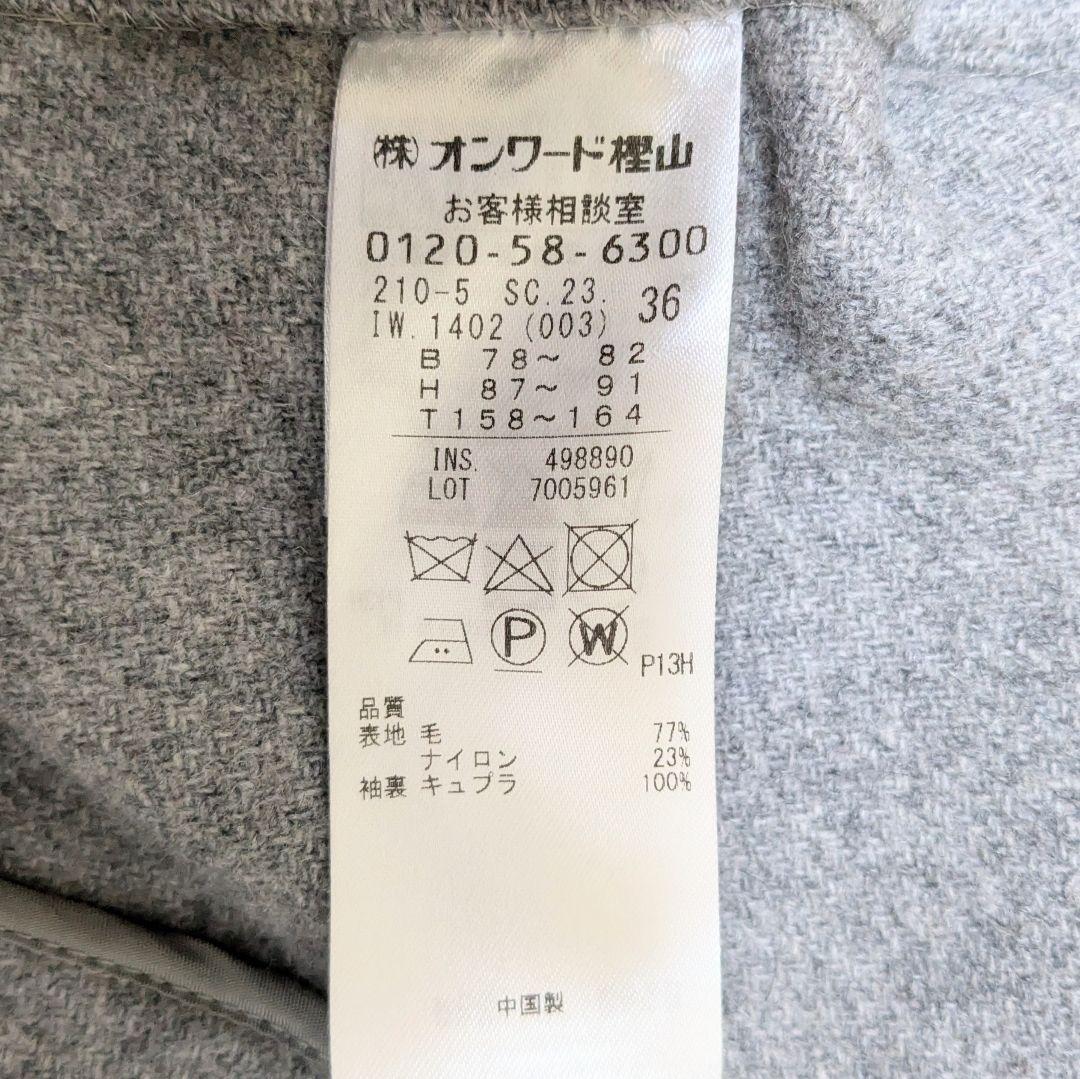 ㈱オンワード樫山
お客様相談室
0120-58-6300
210-5 SC.23. 36
IW.1402 (003)
B 78～ 82
H 87～ 91
T158～164
INS. 498890
LOT 7005961
P W P13H
品質
表地 毛 77%
ナイロン 23%
袖裏 キュプラ 100%
中国製